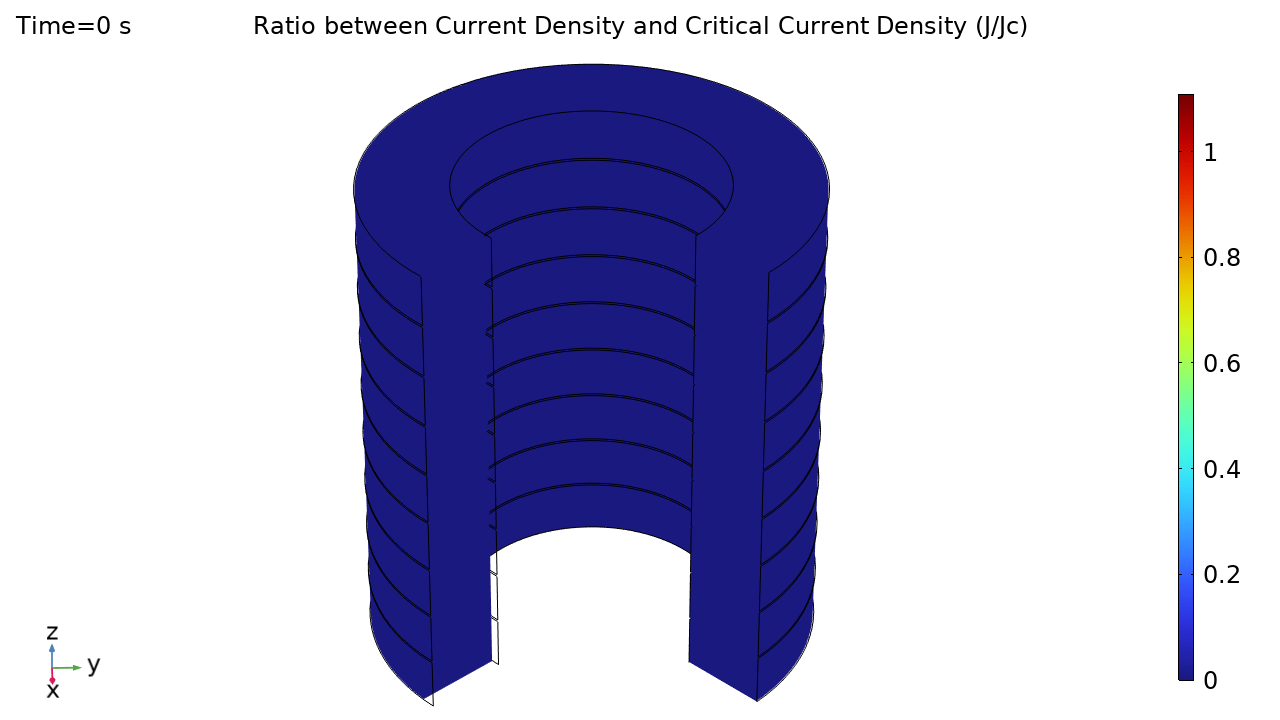 Time=0 s
Ratio between Current Density and Critical Current Density (J/Jc)
1
0.8
0.6
0.4
0.2
0
z
y
x